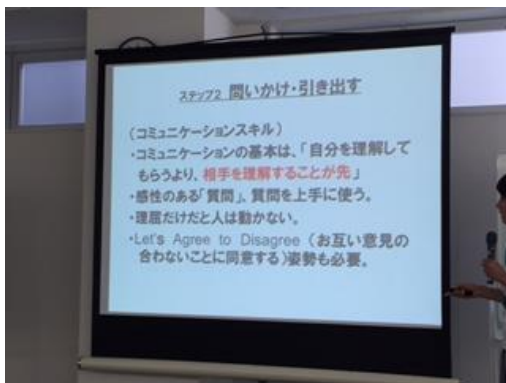 ステップ2 問いかけ・引き出す
（コミュニケーションスキル）
・コミュニケーションの基本は、「自分を理解して
もらうより、相手を理解することが先」
・感性のある「質問」、質問を上手に使う。
・理屈だけだと人は動かない。
・Let's Agree to Disagree（お互い意見の
合わないことに同意する）姿勢も必要。